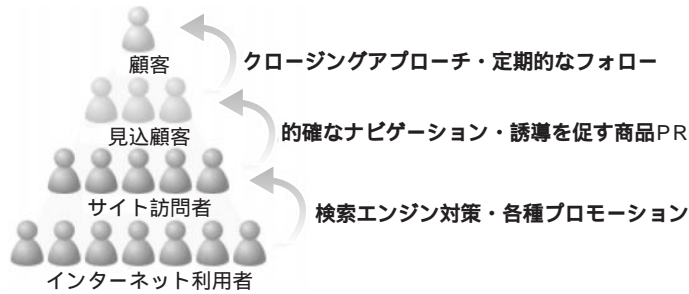 顧客
クロージングアプローチ・定期的なフォロー
見込顧客
的確なナビゲーション・誘導を促す商品PR
サイト訪問者
検索エンジン対策・各種プロモーション
インターネット利用者